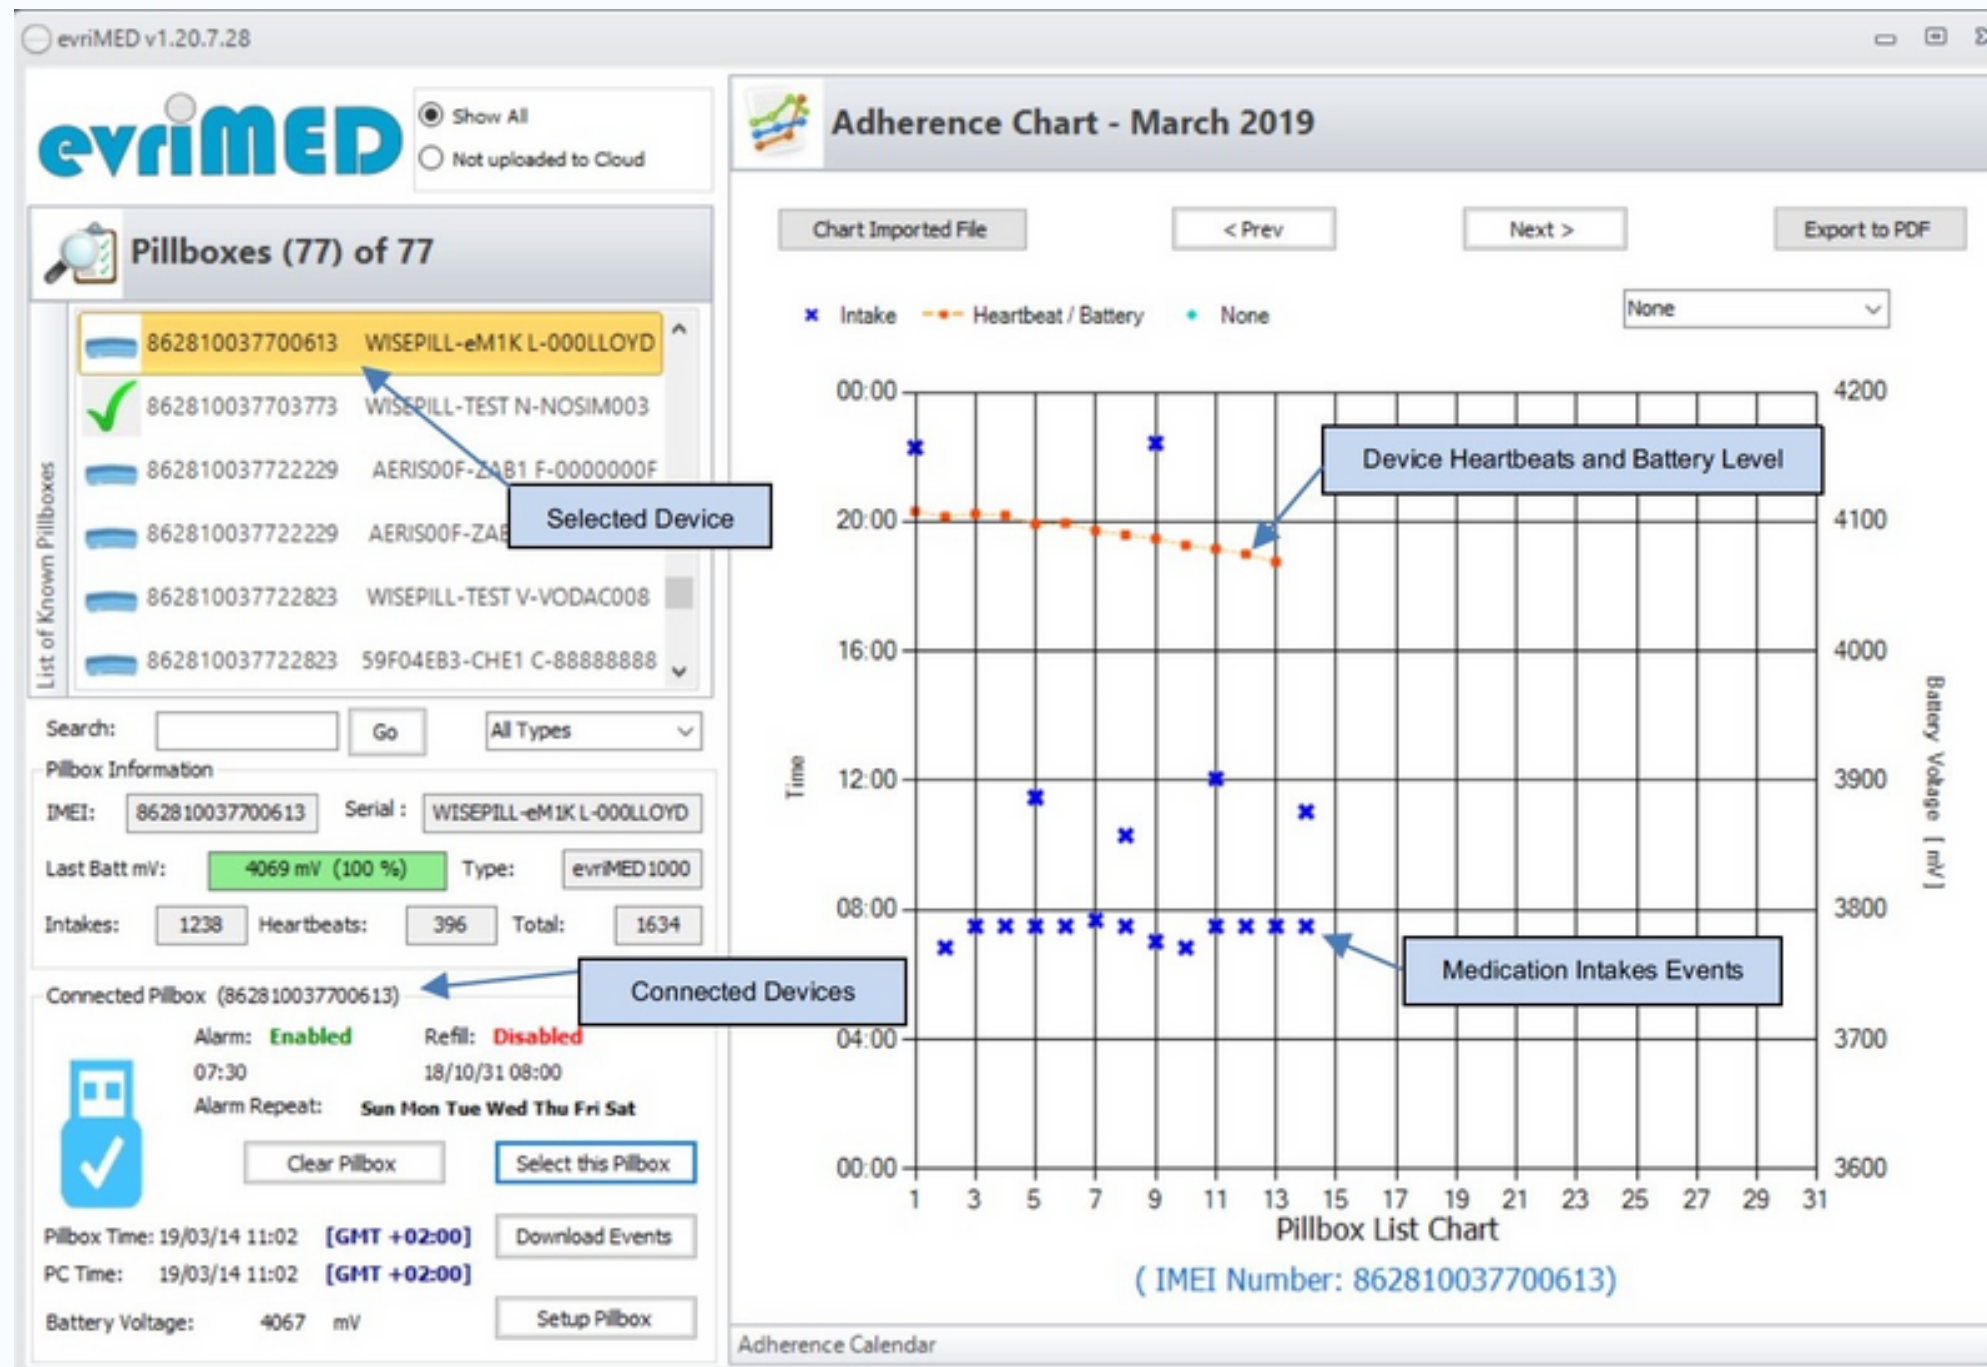 evriMED v1.20.7.28
evriMED
Show All
Not uploaded to Cloud
Pillboxes (77) of 77
List of Known Pillboxes
862810037700613 WISEPILL-eM1K L-000LLOYD
862810037703773 WISEPILL-TEST N-NOSIM003
862810037722229 AERIS00F-ZAB1 F-0000000F
862810037722229 AERIS00F-ZAB
862810037722823 WISEPILL-TEST V-VODAC008
862810037722823 59F04EB3-CHE1 C-88888888
Selected Device
Search: Go All Types
Pillbox Information
IMEI: 862810037700613 Serial : WISEPILL-eM1K L-000LLOYD
Last Batt mV: 4069 mV (100 %) Type: evriMED1000
Intakes: 1238 Heartbeats: 396 Total: 1634
Connected Pillbox (862810037700613)
Connected Devices
Alarm: Enabled Refill: Disabled
07:30 18/10/31 08:00
Alarm Repeat: Sun Mon Tue Wed Thu Fri Sat
Clear Pillbox Select this Pillbox
Pillbox Time: 19/03/14 11:02 [GMT +02:00] Download Events
PC Time: 19/03/14 11:02 [GMT +02:00]
Battery Voltage: 4067 mV Setup Pillbox
Adherence Chart - March 2019
Chart Imported File < Prev Next > Export to PDF
Intake Heartbeat / Battery None
None
00:00 4200
Device Heartbeats and Battery Level
20:00 4100
16:00 4000
12:00 3900
08:00 3800
Medication Intakes Events
04:00 3700
00:00 3600
Time
Battery Voltage [ mV]
1 3 5 7 9 11 13 15 17 19 21 23 25 27 29 31
Pillbox List Chart
( IMEI Number: 862810037700613)
Adherence Calendar